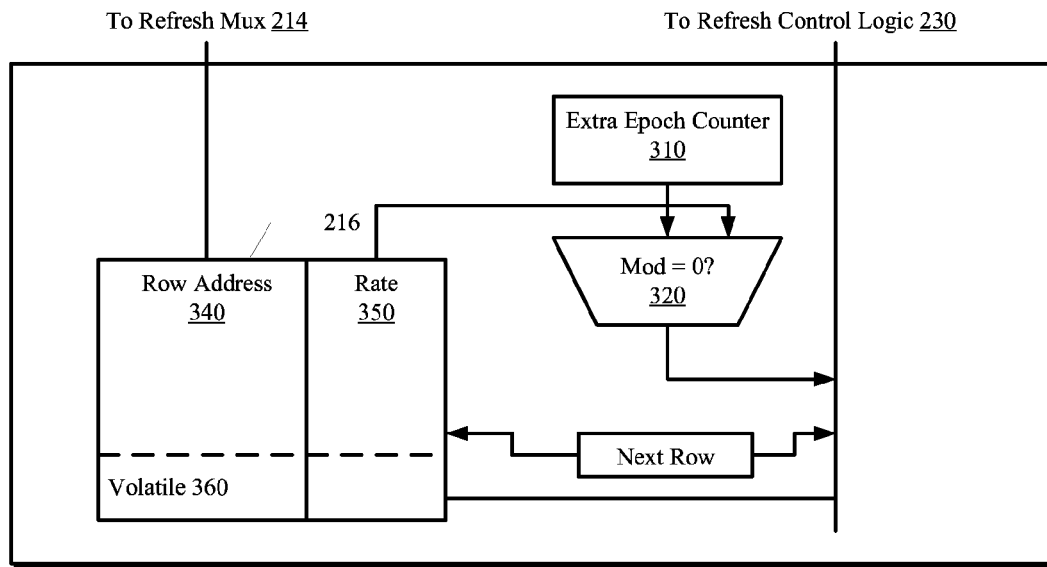 To Refresh Mux 214
To Refresh Control Logic 230
Extra Epoch Counter
310
216
Mod = 0?
320
Row Address
340
Rate
350
Next Row
Volatile 360